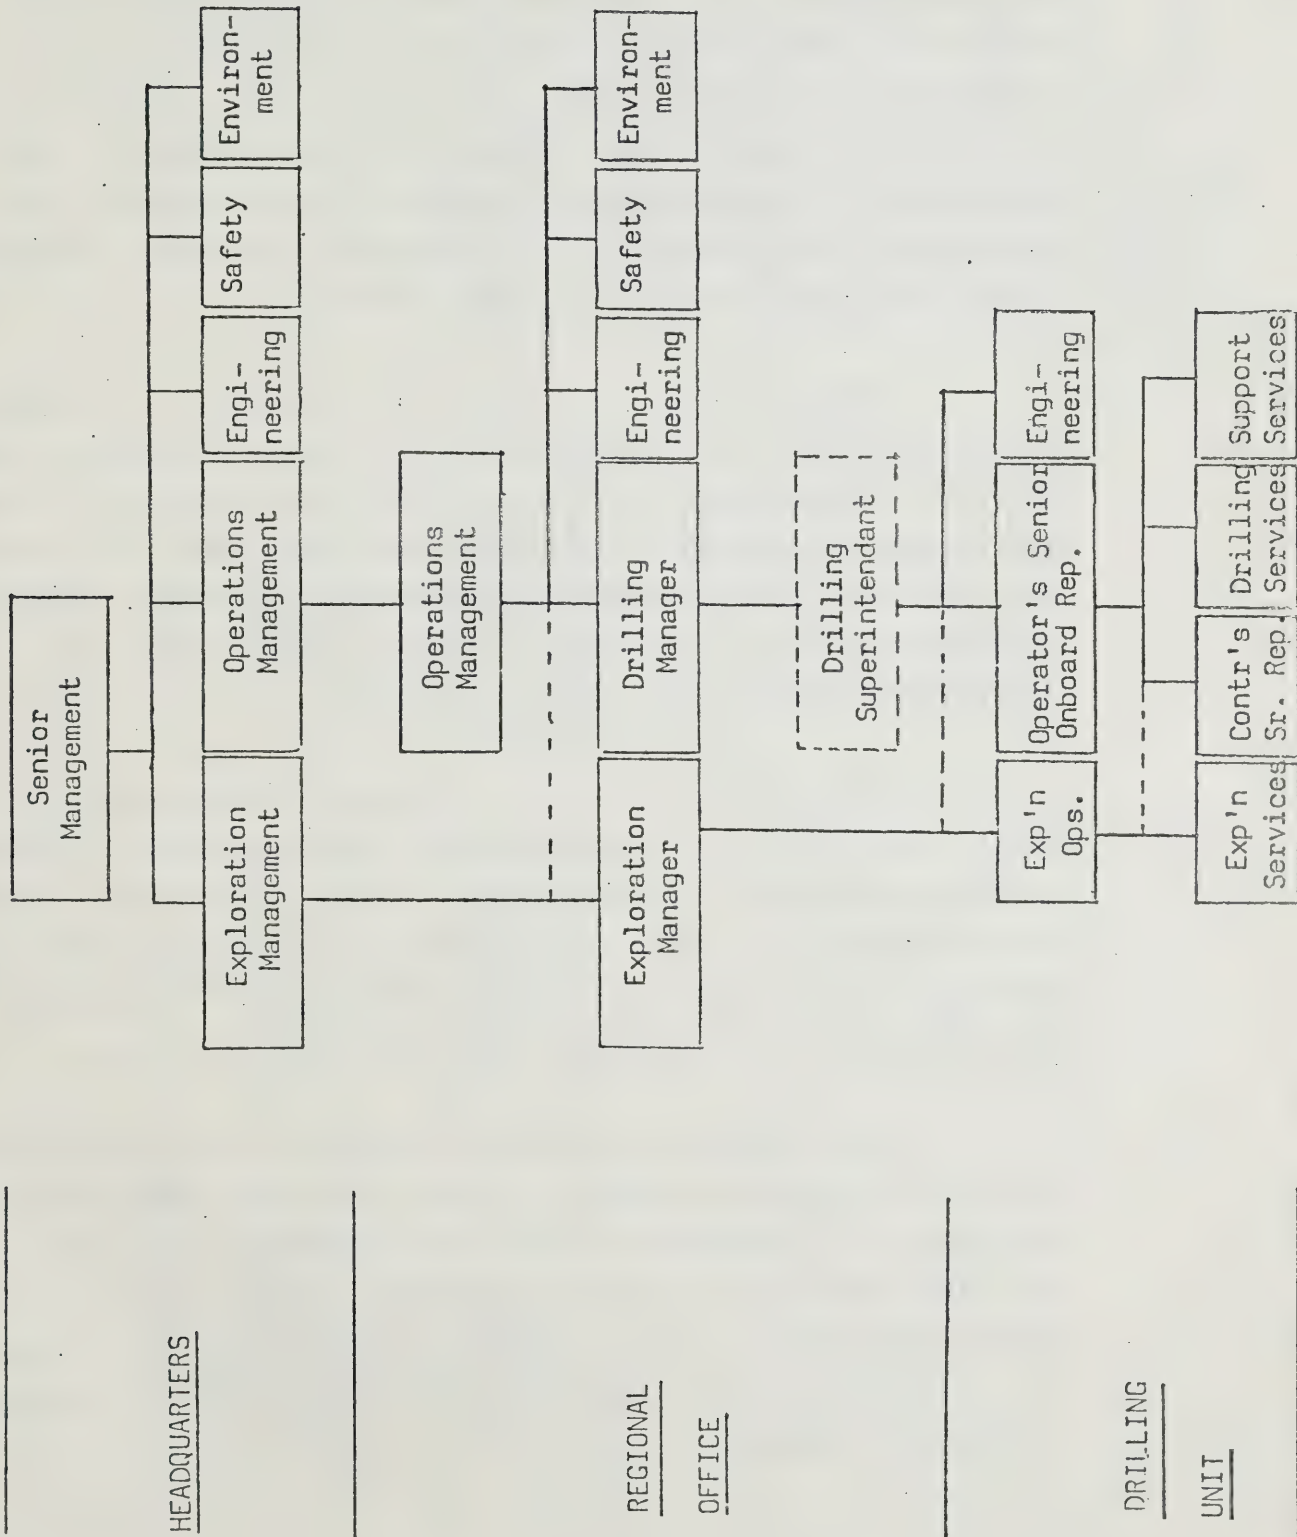 Senior
Management
HEADQUARTERS
Exploration
Management
Operations
Management
Engi-
neering
Safety
Environ-
ment
Operations
Management
REGIONAL
OFFICE
Exploration
Manager
Drilling
Manager
Engi-
neering
Safety
Environ-
ment
Drilling
Superintendant
DRILLING
UNIT
Exp'n
Ops.
Operator's Senior
Onboard Rep.
Engi-
neering
Exp'n
Services
Contr's
Sr. Rep.
Drilling
Services
Support
Services